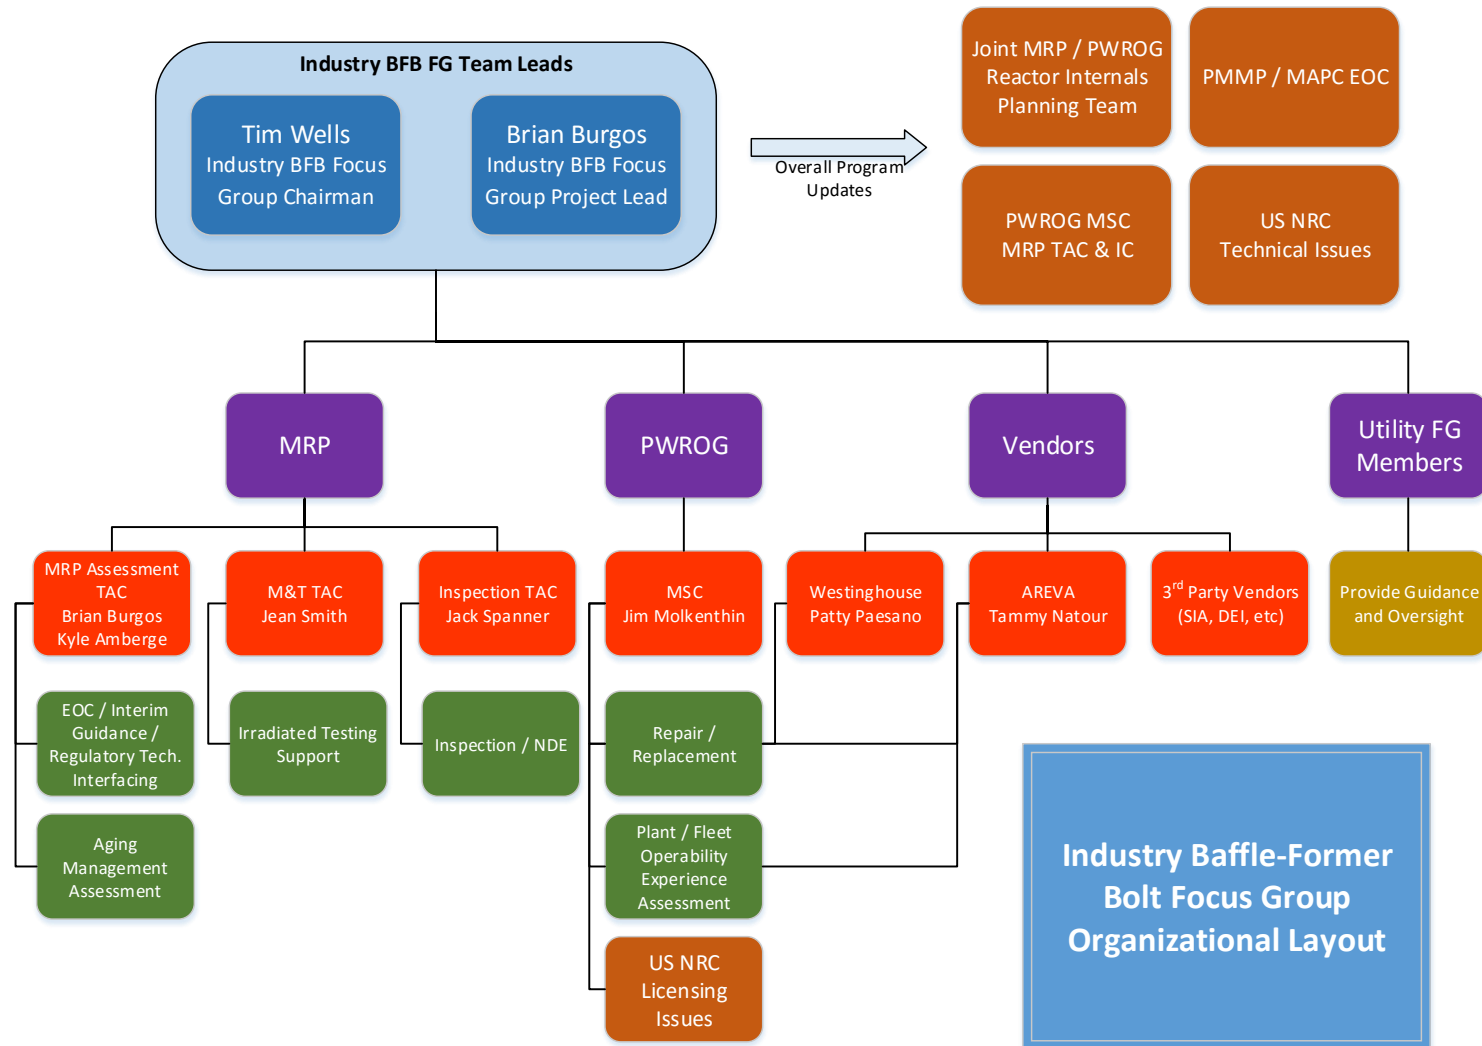 Industry BFB FG Team Leads
Tim Wells
Industry BFB Focus
Group Chairman
Brian Burgos
Industry BFB Focus
Group Project Lead
Overall Program
Updates
Joint MRP / PWROG
Reactor Internals
Planning Team
PMMP / MAPC EOC
PWROG MSC
MRP TAC & IC
US NRC
Technical Issues
MRP
PWROG
Vendors
Utility FG
Members
MRP Assessment
TAC
Brian Burgos
Kyle Amberge
M&T TAC
Jean Smith
Inspection TAC
Jack Spanner
MSC
Jim Molkenthin
Westinghouse
Patty Paesano
AREVA
Tammy Natour
3rd Party Vendors
(SIA, DEI, etc)
Provide Guidance
and Oversight
EOC / Interim
Guidance /
Regulatory Tech.
Interfacing
Irradiated Testing
Support
Inspection / NDE
Repair /
Replacement
Aging
Management
Assessment
Plant / Fleet
Operability
Experience
Assessment
US NRC
Licensing
Issues
Industry Baffle-Former
Bolt Focus Group
Organizational Layout